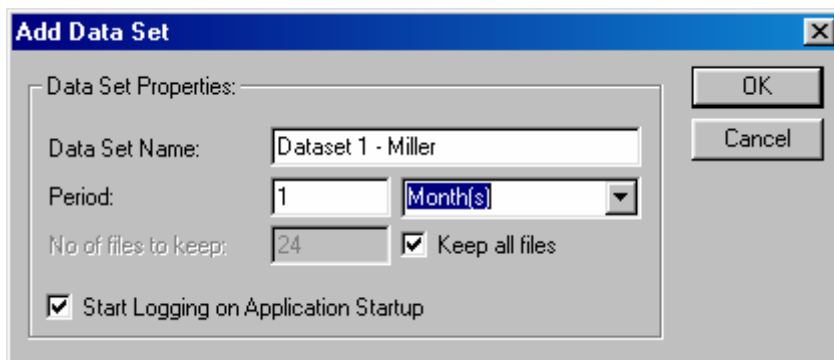 Add Data Set
Data Set Properties:
OK
Data Set Name: Dataset 1 - Miller
Cancel
Period: 1 Month(s)
No of files to keep: 24 Keep all files
Start Logging on Application Startup